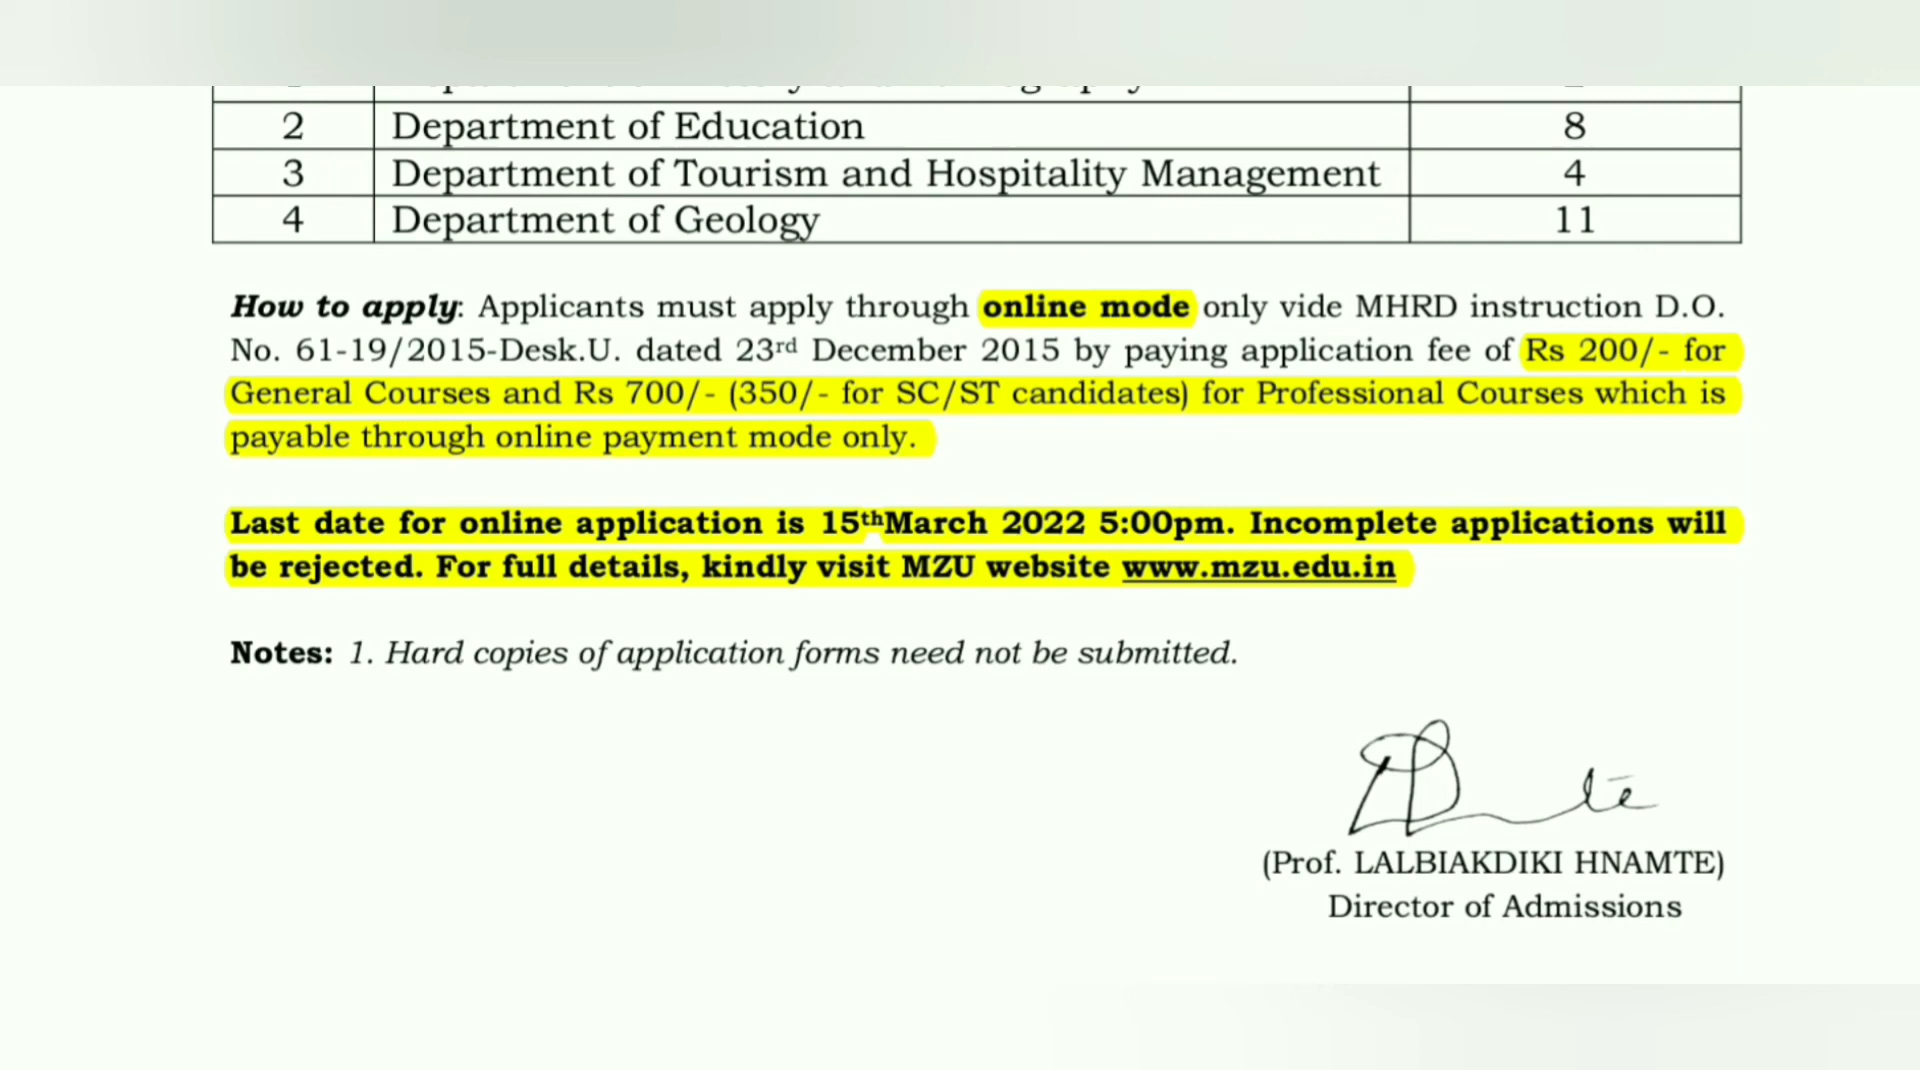 2 Department of Education 8
3 Department of Tourism and Hospitality Management 4
4 Department of Geology 11
How to apply: Applicants must apply through online mode only vide MHRD instruction D.O.
No. 61-19/2015-Desk.U. dated 23rd December 2015 by paying application fee of Rs 200/- for
General Courses and Rs 700/- (350/- for SC/ST candidates) for Professional Courses which is
payable through online payment mode only.
Last date for online application is 15thMarch 2022 5:00pm. Incomplete applications will
be rejected. For full details, kindly visit MZU website www.mzu.edu.in
Notes: 1. Hard copies of application forms need not be submitted.
(Prof. LALBIAKDIKI HNAMTE)
Director of Admissions